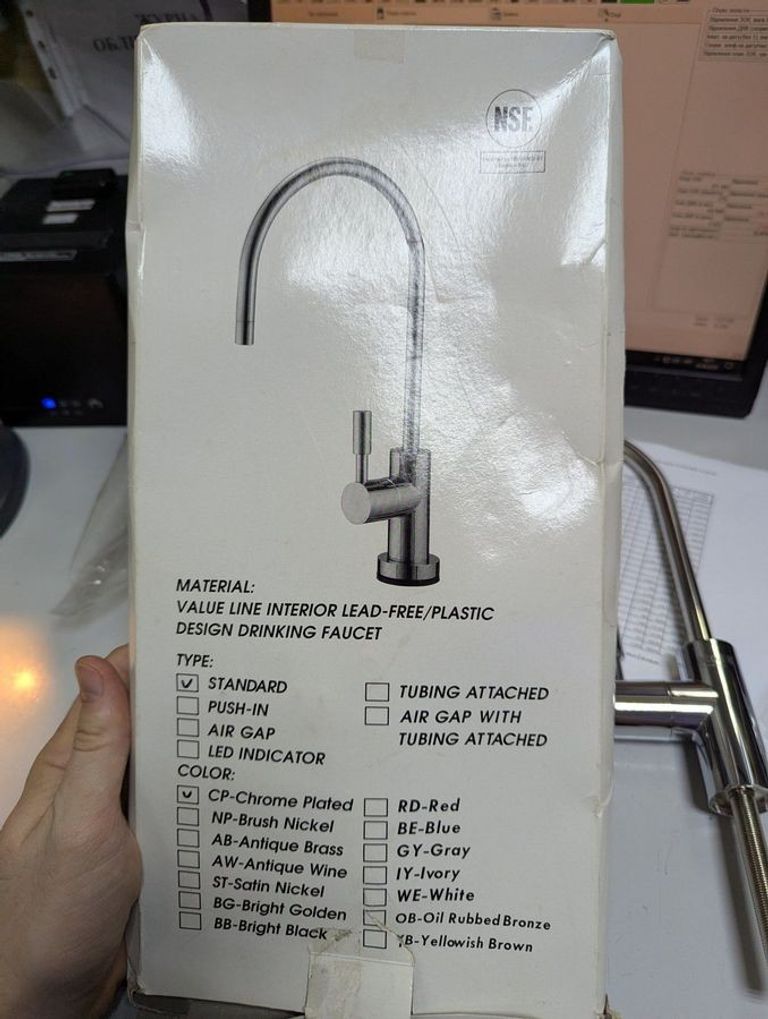 NSF
MATERIAL:
VALUE LINE INTERIOR LEAD-FREE/PLASTIC
DESIGN DRINKING FAUCET
TYPE:
STANDARD
PUSH-IN
AIR GAP
LED INDICATOR
TUBING ATTACHED
AIR GAP WITH
TUBING ATTACHED
COLOR:
CP-Chrome Plated
NP-Brush Nickel
AB-Antique Brass
AW-Antique Wine
ST-Satin Nickel
BG-Bright Golden
BB-Bright Black
RD-Red
BE-Blue
GY-Gray
IY-Ivory
WE-White
OB-Oil Rubbed Bronze
YB-Yellowish Brown